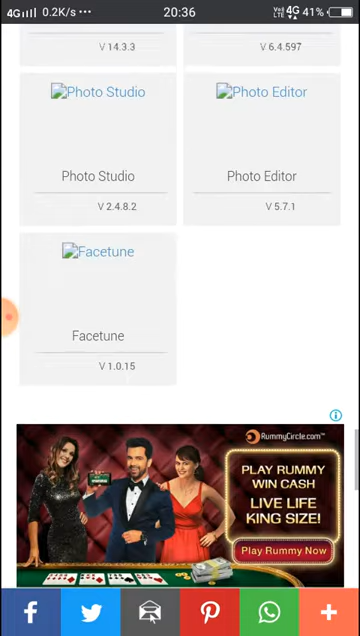 4G 0.2K/s ••• 20:36 VoLTE 4G 41%
V 14.3.3 V 6.4.597
Photo Studio Photo Editor
Photo Studio Photo Editor
V 2.4.8.2 V 5.7.1
Facetune
Facetune
V 1.0.15
RummyCircle.com™
PLAY RUMMY
WIN CASH
LIVE LIFE
KING SIZE!
Play Rummy Now